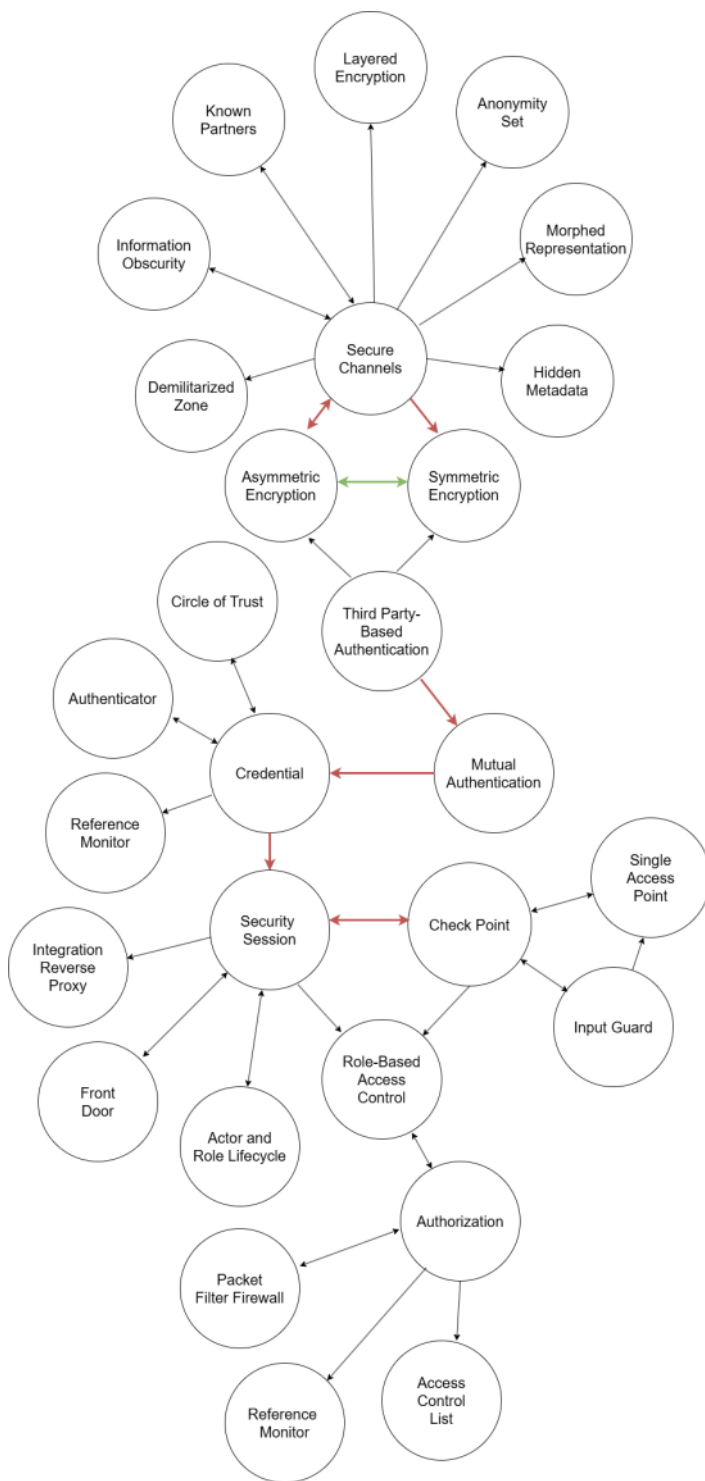 Layered
Encryption
Known
Partners
Anonymity
Set
Information
Obscurity
Morphed
Representation
Secure
Channels
Demilitarized
Zone
Hidden
Metadata
Asymmetric
Encryption
Symmetric
Encryption
Circle of Trust
Third Party-
Based
Authentication
Authenticator
Credential
Mutual
Authentication
Reference
Monitor
Single
Access
Point
Security
Session
Check Point
Integration
Reverse
Proxy
Input Guard
Role-Based
Access
Control
Front
Door
Actor and
Role Lifecycle
Authorization
Packet
Filter Firewall
Access
Control
List
Reference
Monitor